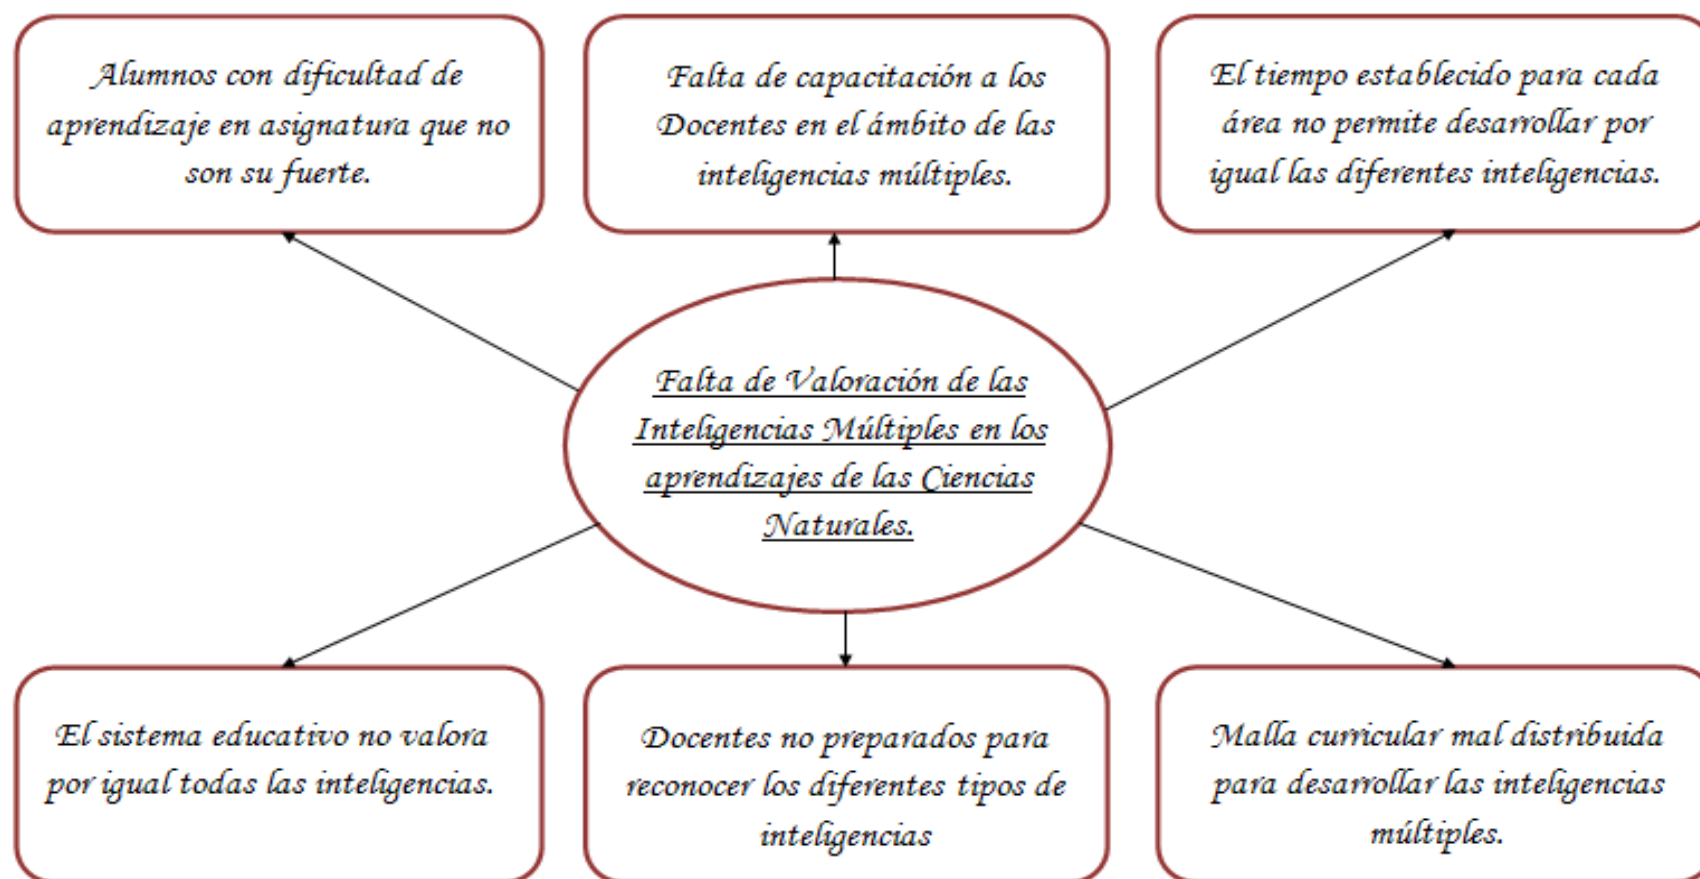 Alumnos con dificultad de
aprendizaje en asignatura que no
son su fuerte.
Falta de capacitación a los
Docentes en el ámbito de las
inteligencias múltiples.
El tiempo establecido para cada
área no permite desarrollar por
igual las diferentes inteligencias.
Falta de Valoración de las
Inteligencias Múltiples en los
aprendizajes de las Ciencias
Naturales.
El sistema educativo no valora
por igual todas las inteligencias.
Docentes no preparados para
reconocer los diferentes tipos de
inteligencias
Malla curricular mal distribuida
para desarrollar las inteligencias
múltiples.